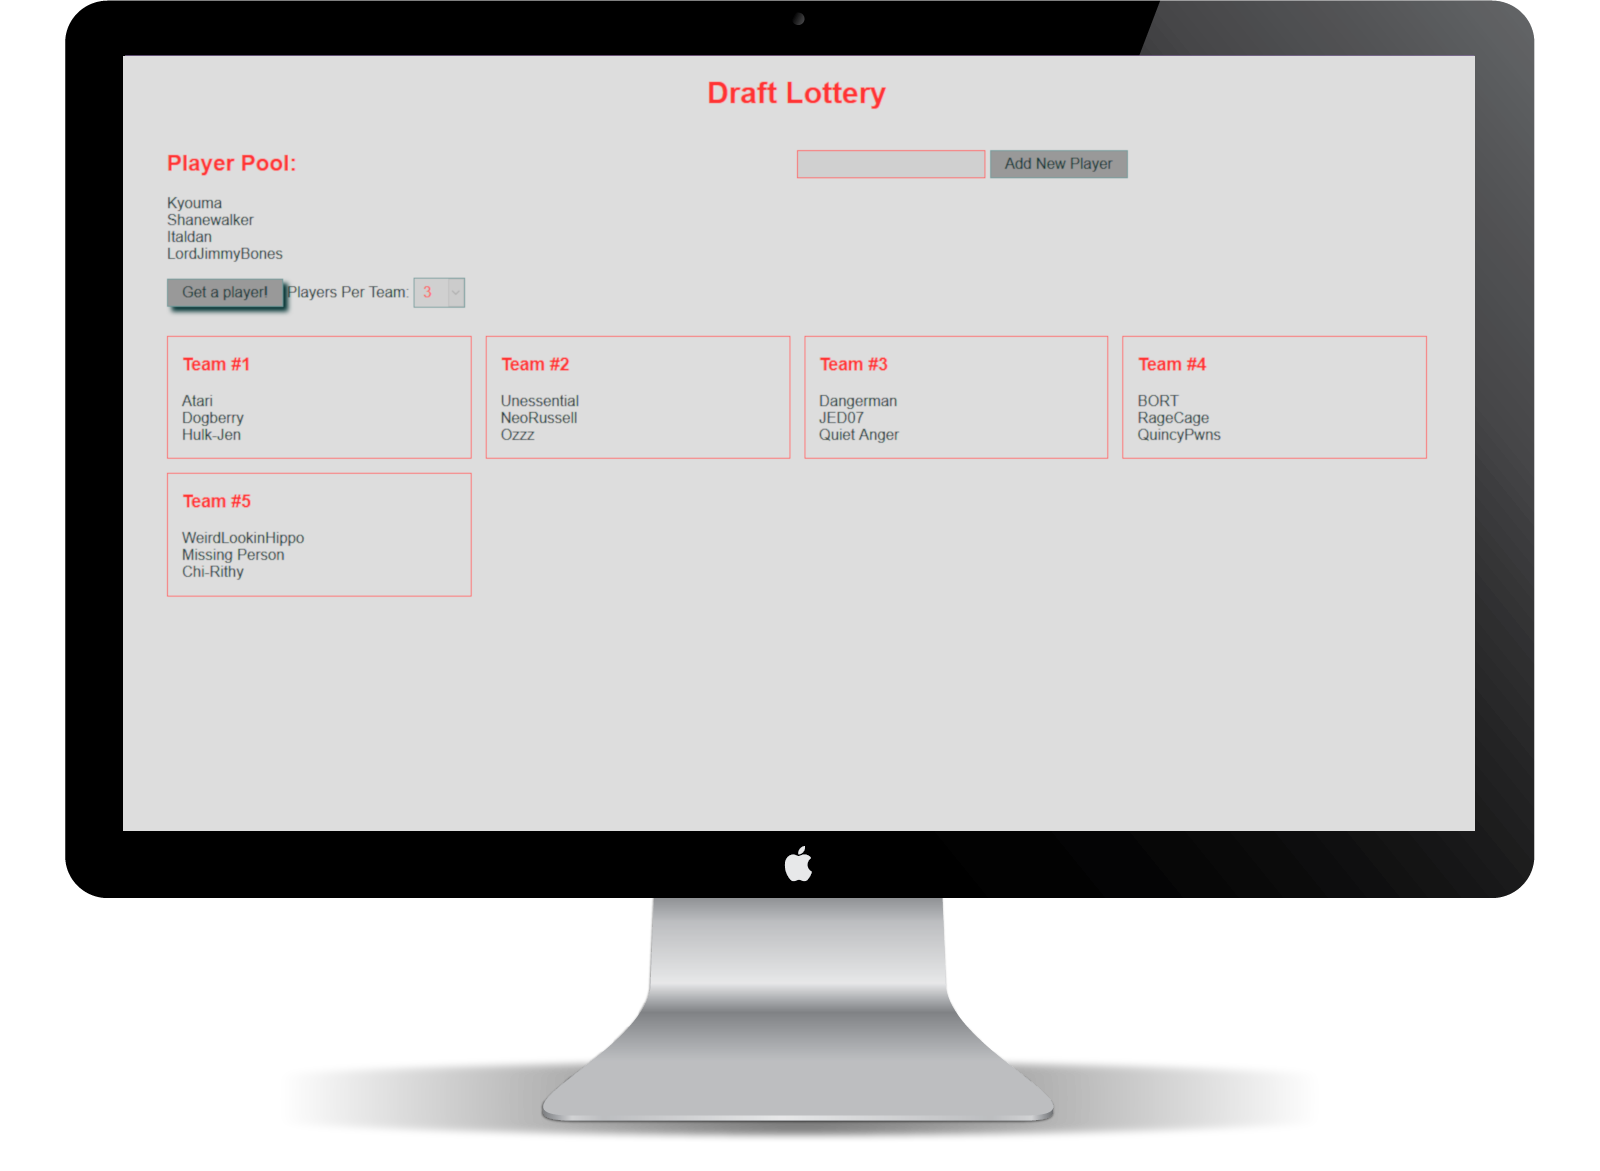 Draft Lottery
Player Pool:
Add New Player
Kyouma
Shanewalker
Italdan
LordJimmyBones
Get a player! Players Per Team: 3
Team #1
Atari
Dogberry
Hulk-Jen
Team #2
Unessential
NeoRussell
Ozzz
Team #3
Dangerman
JED07
Quiet Anger
Team #4
BORT
RageCage
QuincyPwns
Team #5
WeirdLookinHippo
Missing Person
Chi-Rithy